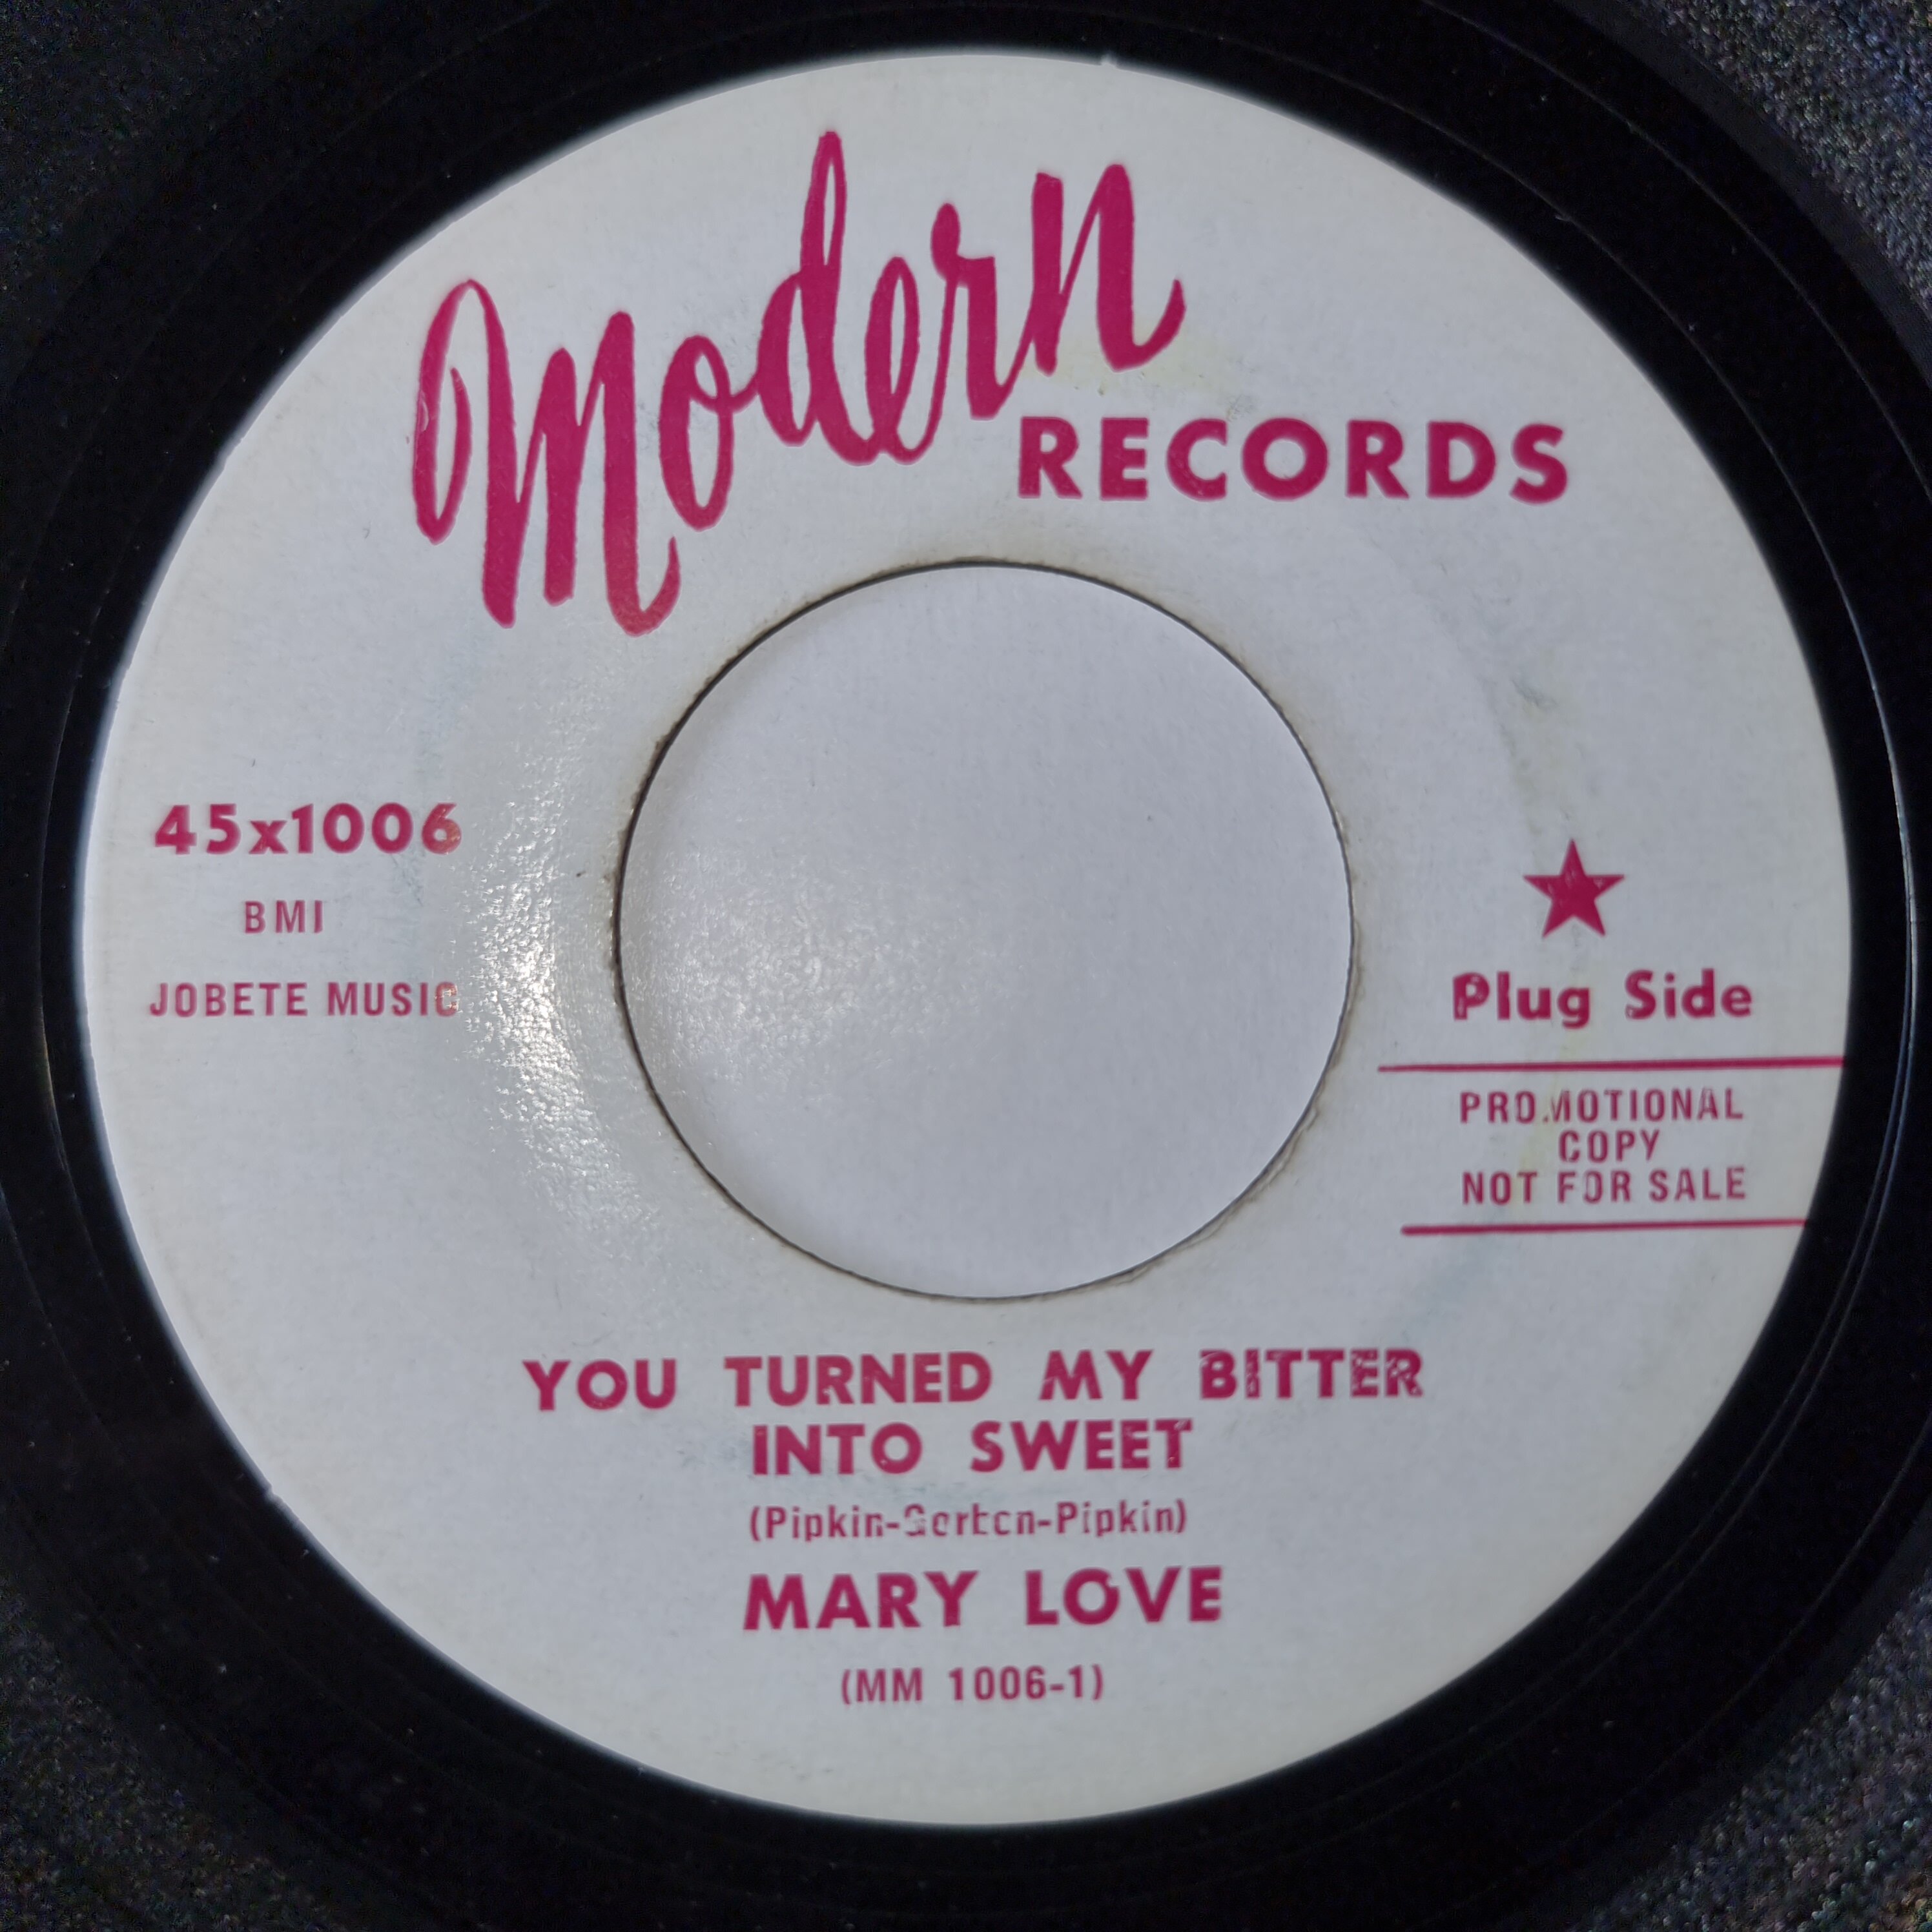 Modern
RECORDS
45x1006
BMI
JOBETE MUSIC
Plug Side
PROMOTIONAL
COPY
NOT FOR SALE
YOU TURNED MY BITTER
INTO SWEET
(Pipkin-Gorton-Pipkin)
MARY LOVE
(MM 1006-1)